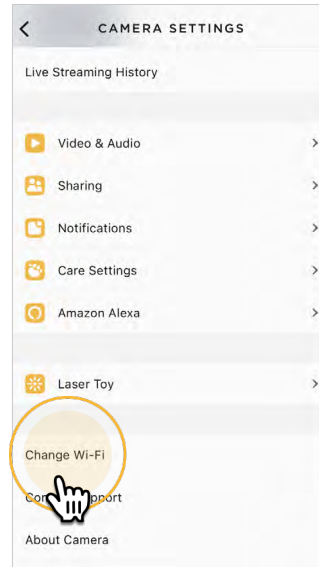 CAMERA SETTINGS
Live Streaming History
Video & Audio
Sharing
Notifications
Care Settings
Amazon Alexa
Laser Toy
Change Wi-Fi
About Camera